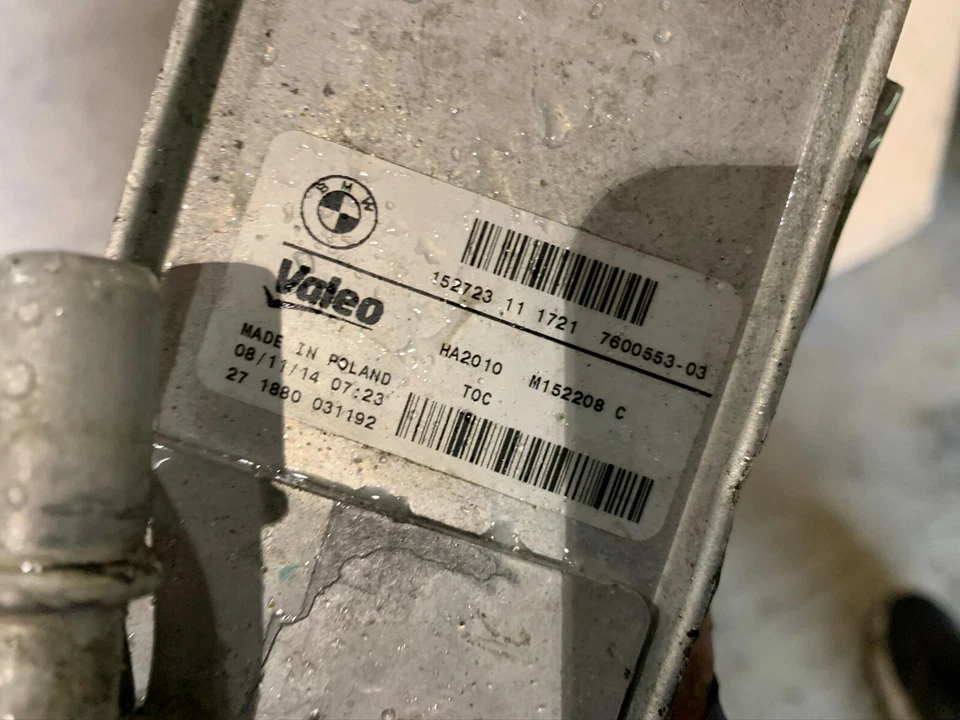 BMW
Valeo
152723 11 1721 7600553-03
HA2010 M152208 C
TOC
MADE IN POLAND
08/11/14 07:23
27 1880 031192